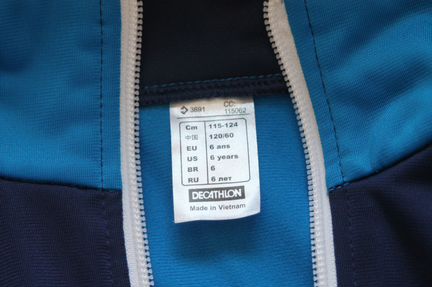 3691 CC: 115062
Cm 115-124
中国 120/60
EU 6 ans
US 6 years
BR 6
RU 6 лет
DECATHLON
Made in Vietnam